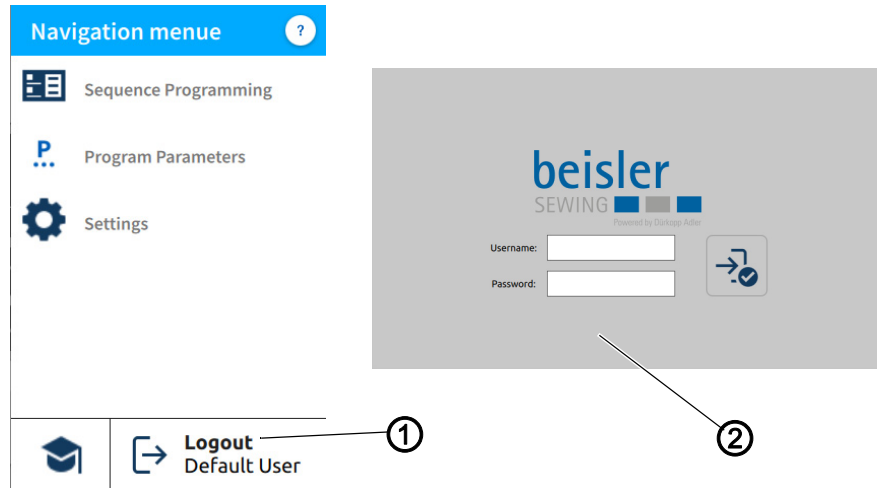 Navigation menue ?
Sequence Programming
P
Program Parameters
Settings
Logout
Default User
1
beisler
SEWING
Powered by Dürkopp Adler
Username:
Password:
2